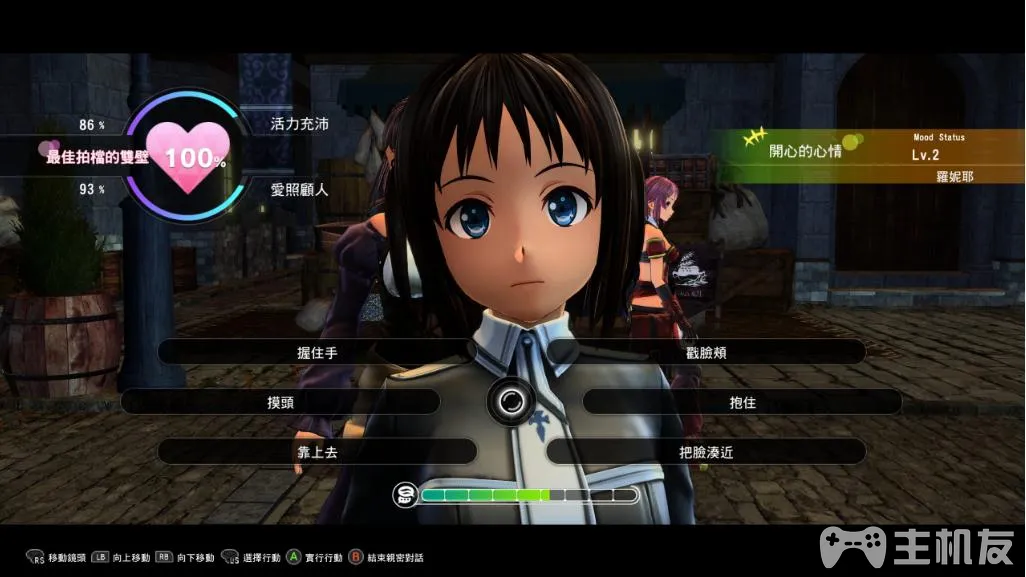 86 %
活力充沛
最佳拍檔的雙壁
100%
93 %
愛照顧人
開心的心情
Mood Status
Lv.2
羅妮耶
握住手
戳臉頰
摸頭
抱住
靠上去
把臉湊近
RS 移動鏡頭 LB 向上移動 RB 向下移動 LS 選擇行動 A 實行行動 B 結束親密對話
主机友